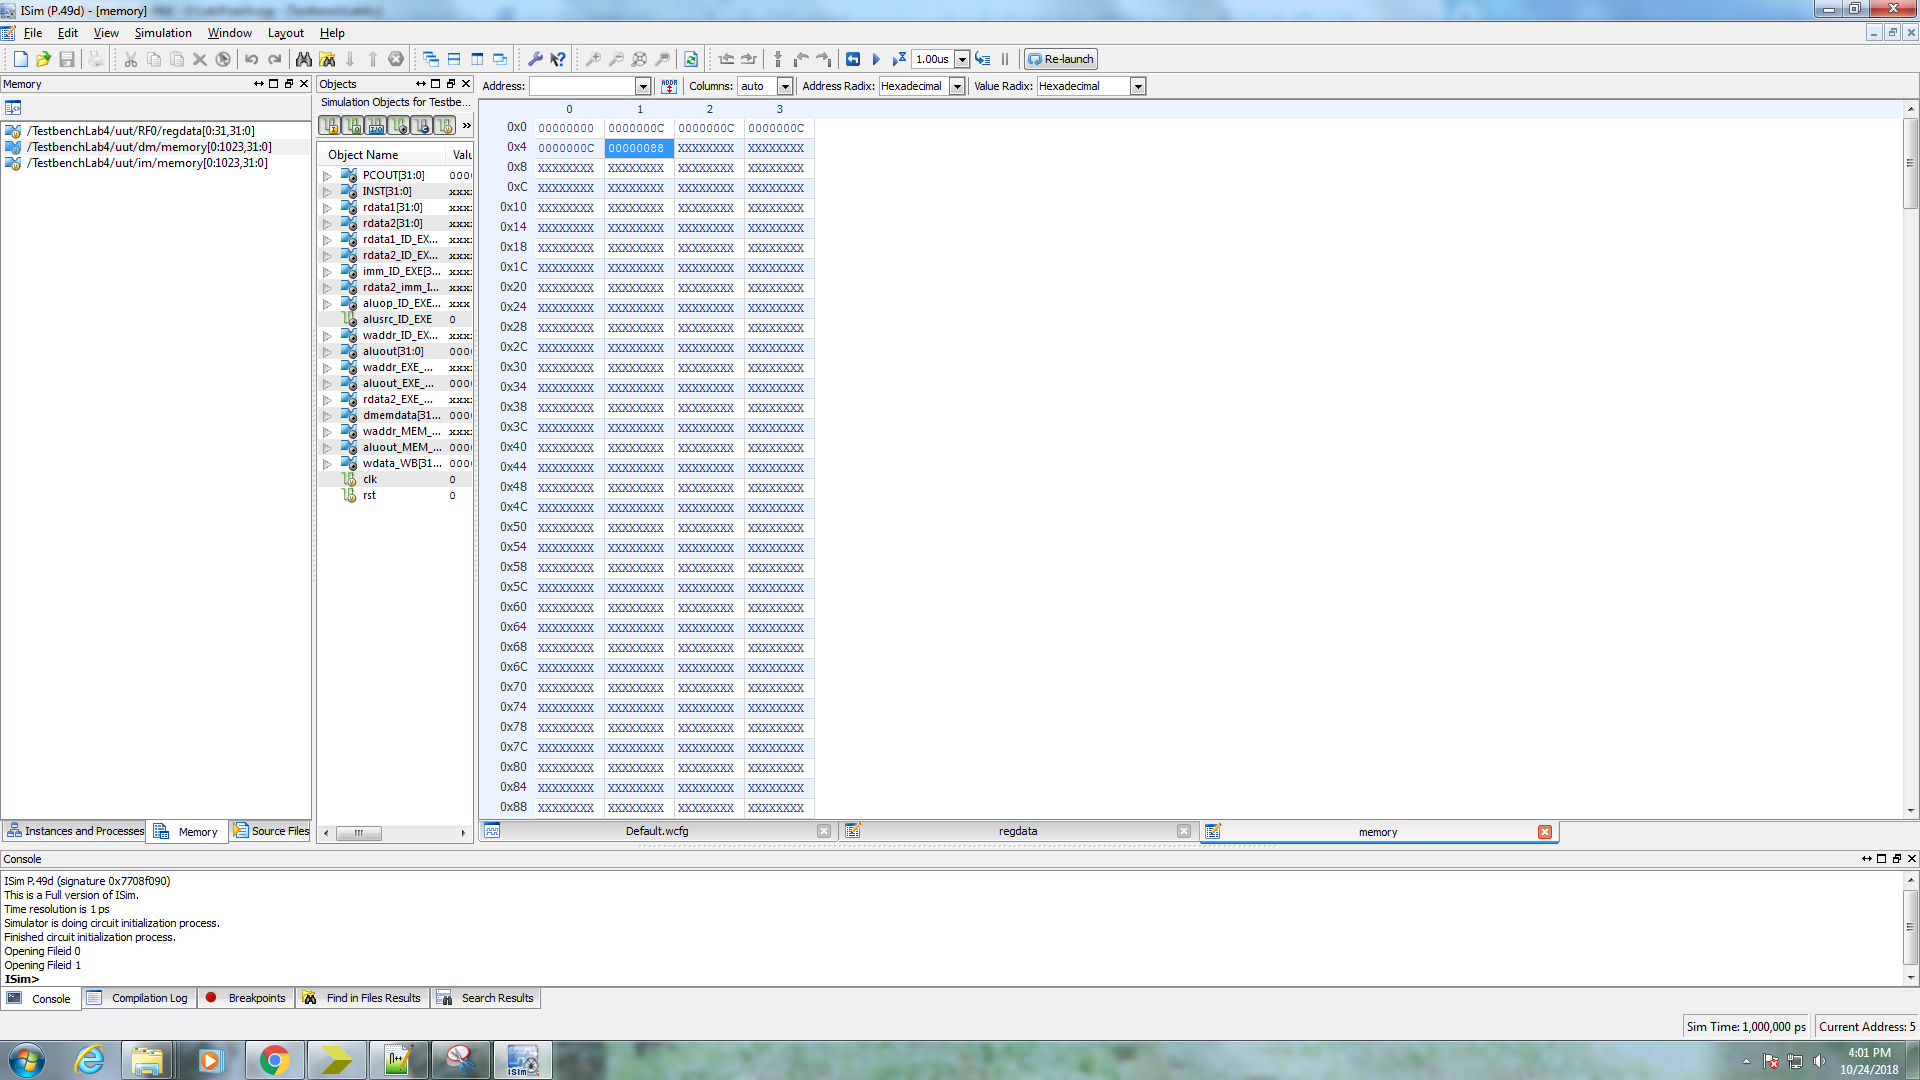 ISim (P.49d) - [memory]
File Edit View Simulation Window Layout Help
1.00us Re-launch
Memory
/TestbenchLab4/uut/RF0/regdata[0:31,31:0]
/TestbenchLab4/uut/dm/memory[0:1023,31:0]
/TestbenchLab4/uut/im/memory[0:1023,31:0]
Instances and Processes Memory Source Files
Objects
Simulation Objects for Testbe...
»
Object Name Valu
PCOUT[31:0] 000
INST[31:0] xxx
rdata1[31:0] xxx
rdata2[31:0] xxx
rdata1_ID_EX... xxx
rdata2_ID_EX... xxx
imm_ID_EXE[3... xxx
rdata2_imm_I... xxx
aluop_ID_EXE... xxx
alusrc_ID_EXE 0
waddr_ID_EX... xxx
aluout[31:0] 000
waddr_EXE_... xxx
aluout_EXE_... 000
rdata2_EXE_... xxx
dmemdata[31... 000
waddr_MEM_... xxx
aluout_MEM_... 000
wdata_WB[31... 000
clk 0
rst 0
Address: Columns: auto Address Radix: Hexadecimal Value Radix: Hexadecimal
0 1 2 3
0x0 00000000 0000000C 0000000C 0000000C
0x4 0000000C 00000088 XXXXXXXX XXXXXXXX
0x8 XXXXXXXX XXXXXXXX XXXXXXXX XXXXXXXX
0xC XXXXXXXX XXXXXXXX XXXXXXXX XXXXXXXX
0x10 XXXXXXXX XXXXXXXX XXXXXXXX XXXXXXXX
0x14 XXXXXXXX XXXXXXXX XXXXXXXX XXXXXXXX
0x18 XXXXXXXX XXXXXXXX XXXXXXXX XXXXXXXX
0x1C XXXXXXXX XXXXXXXX XXXXXXXX XXXXXXXX
0x20 XXXXXXXX XXXXXXXX XXXXXXXX XXXXXXXX
0x24 XXXXXXXX XXXXXXXX XXXXXXXX XXXXXXXX
0x28 XXXXXXXX XXXXXXXX XXXXXXXX XXXXXXXX
0x2C XXXXXXXX XXXXXXXX XXXXXXXX XXXXXXXX
0x30 XXXXXXXX XXXXXXXX XXXXXXXX XXXXXXXX
0x34 XXXXXXXX XXXXXXXX XXXXXXXX XXXXXXXX
0x38 XXXXXXXX XXXXXXXX XXXXXXXX XXXXXXXX
0x3C XXXXXXXX XXXXXXXX XXXXXXXX XXXXXXXX
0x40 XXXXXXXX XXXXXXXX XXXXXXXX XXXXXXXX
0x44 XXXXXXXX XXXXXXXX XXXXXXXX XXXXXXXX
0x48 XXXXXXXX XXXXXXXX XXXXXXXX XXXXXXXX
0x4C XXXXXXXX XXXXXXXX XXXXXXXX XXXXXXXX
0x50 XXXXXXXX XXXXXXXX XXXXXXXX XXXXXXXX
0x54 XXXXXXXX XXXXXXXX XXXXXXXX XXXXXXXX
0x58 XXXXXXXX XXXXXXXX XXXXXXXX XXXXXXXX
0x5C XXXXXXXX XXXXXXXX XXXXXXXX XXXXXXXX
0x60 XXXXXXXX XXXXXXXX XXXXXXXX XXXXXXXX
0x64 XXXXXXXX XXXXXXXX XXXXXXXX XXXXXXXX
0x68 XXXXXXXX XXXXXXXX XXXXXXXX XXXXXXXX
0x6C XXXXXXXX XXXXXXXX XXXXXXXX XXXXXXXX
0x70 XXXXXXXX XXXXXXXX XXXXXXXX XXXXXXXX
0x74 XXXXXXXX XXXXXXXX XXXXXXXX XXXXXXXX
0x78 XXXXXXXX XXXXXXXX XXXXXXXX XXXXXXXX
0x7C XXXXXXXX XXXXXXXX XXXXXXXX XXXXXXXX
0x80 XXXXXXXX XXXXXXXX XXXXXXXX XXXXXXXX
0x84 XXXXXXXX XXXXXXXX XXXXXXXX XXXXXXXX
0x88 XXXXXXXX XXXXXXXX XXXXXXXX XXXXXXXX
Default.wcfg regdata memory
Console
ISim P.49d (signature 0x7708f090)
This is a Full version of ISim.
Time resolution is 1 ps
Simulator is doing circuit initialization process.
Finished circuit initialization process.
Opening Fileid 0
Opening Fileid 1
ISim>
Console Compilation Log Breakpoints Find in Files Results Search Results
Sim Time: 1,000,000 ps Current Address: 5
ISim
4:01 PM
10/24/2018